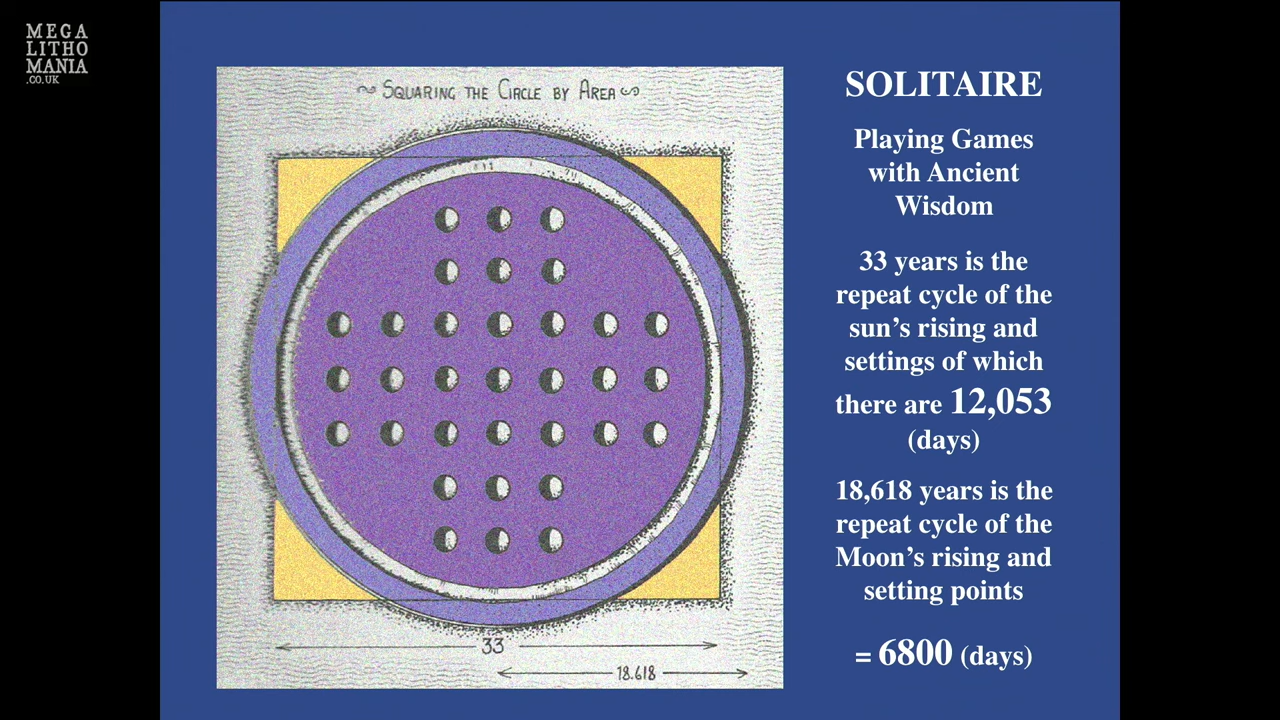 MEGA
LITHO
MANIA
.CO.UK
SQUARING THE CIRCLE BY AREA
33
18.618
SOLITAIRE
Playing Games
with Ancient
Wisdom
33 years is the
repeat cycle of the
sun’s rising and
settings of which
there are 12,053
(days)
18,618 years is the
repeat cycle of the
Moon’s rising and
setting points
= 6800 (days)